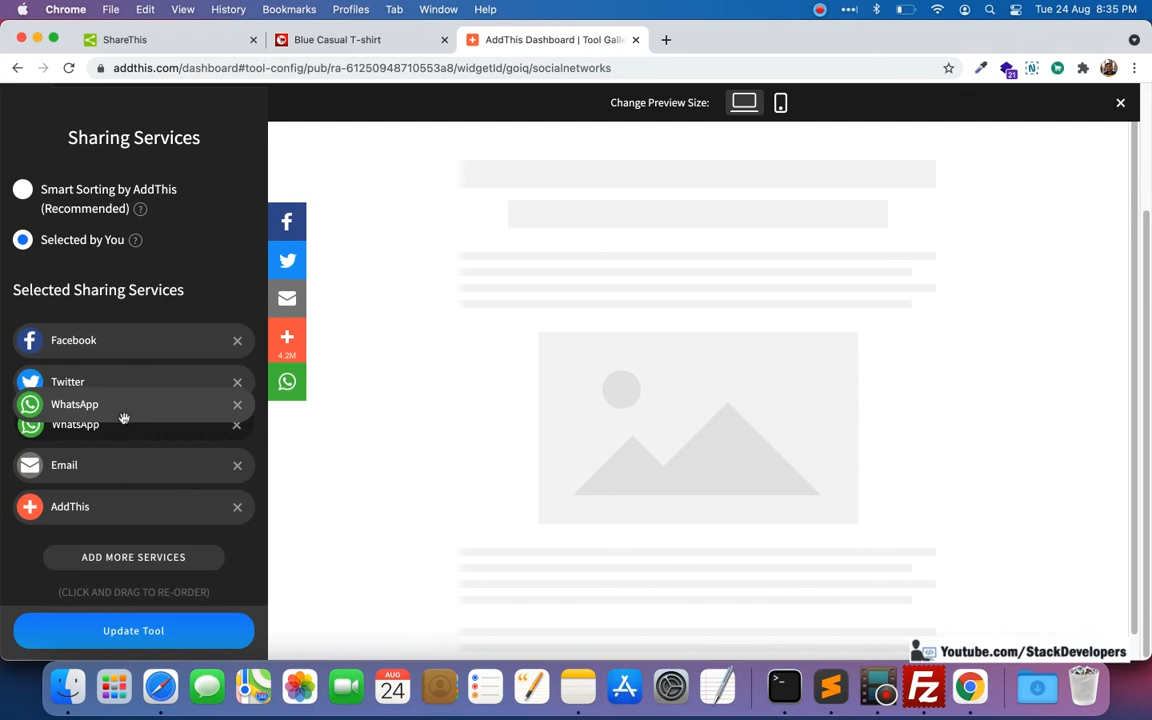 Chrome File Edit View History Bookmarks Profiles Tab Window Help Tue 24 Aug 8:35 PM
ShareThis Blue Casual T-shirt AddThis Dashboard | Tool Galle
addthis.com/dashboard#tool-config/pub/ra-61250948710553a8/widgetId/goiq/socialnetworks
21
Change Preview Size:
Sharing Services
Smart Sorting by AddThis
(Recommended) ?
Selected by You ?
Selected Sharing Services
Facebook
Twitter
WhatsApp
WhatsApp
Email
AddThis
ADD MORE SERVICES
(CLICK AND DRAG TO RE-ORDER)
Update Tool
4.2M
Youtube.com/StackDevelopers
AUG
24
Fz